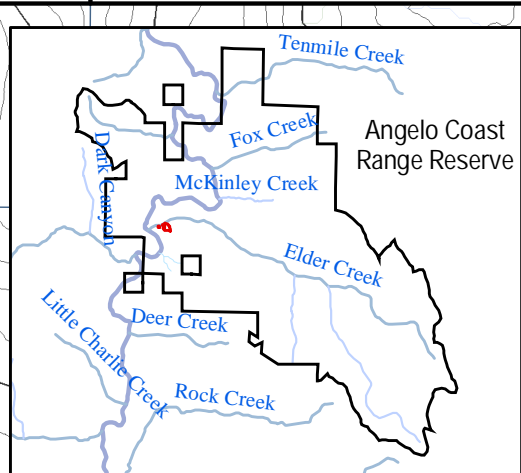 Tenmile Creek
Fox Creek
Angelo Coast
Range Reserve
Dark Canyon
McKinley Creek
Elder Creek
Little Charlie Creek
Deer Creek
Rock Creek